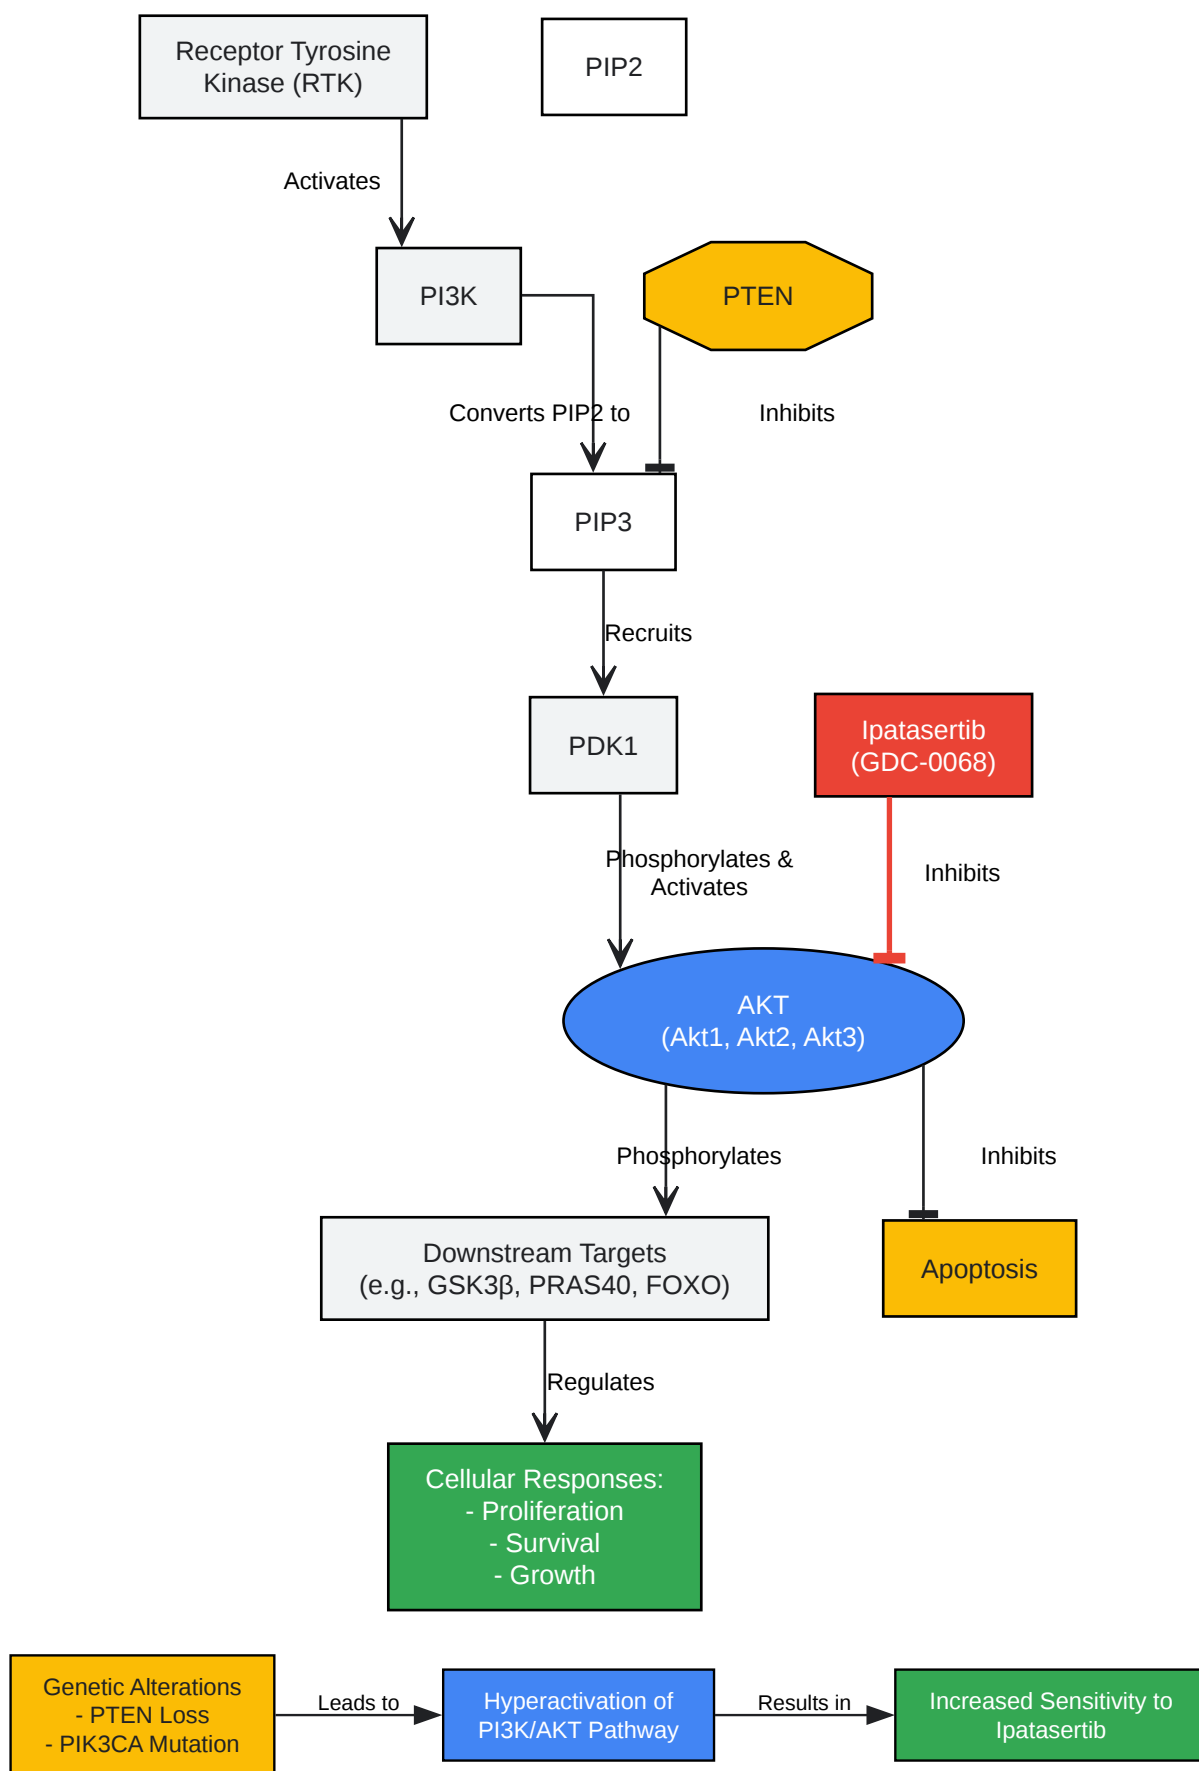 Receptor Tyrosine
Kinase (RTK)
PIP2
Activates
PI3K
PTEN
Converts PIP2 to
Inhibits
PIP3
Recruits
PDK1
Ipatasertib
(GDC-0068)
Phosphorylates &
Activates
Inhibits
AKT
(Akt1, Akt2, Akt3)
Phosphorylates
Inhibits
Downstream Targets
(e.g., GSK3β, PRAS40, FOXO)
Apoptosis
Regulates
Cellular Responses:
- Proliferation
- Survival
- Growth
Genetic Alterations
- PTEN Loss
- PIK3CA Mutation
Leads to
Hyperactivation of
PI3K/AKT Pathway
Results in
Increased Sensitivity to
Ipatasertib